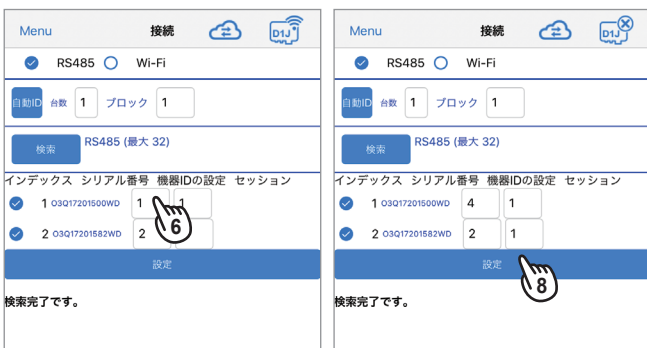 Menu 接続 D1J
RS485 Wi-Fi
自動ID 台数 1 ブロック 1
検索 RS485 (最大 32)
インデックス シリアル番号 機器IDの設定 セッション
1 03Q17201500WD 1 1
2 03Q17201582WD 2
設定
検索完了です。
6
Menu 接続 D1J
RS485 Wi-Fi
自動ID 台数 1 ブロック 1
検索 RS485 (最大 32)
インデックス シリアル番号 機器IDの設定 セッション
1 03Q17201500WD 4 1
2 03Q17201582WD 2 1
設定
検索完了です。
8